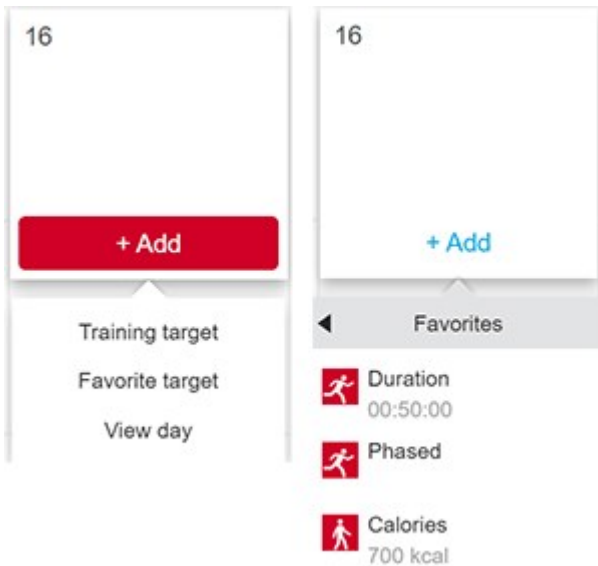 16
+ Add
Training target
Favorite target
View day
16
+ Add
Favorites
Duration
00:50:00
Phased
Calories
700 kcal